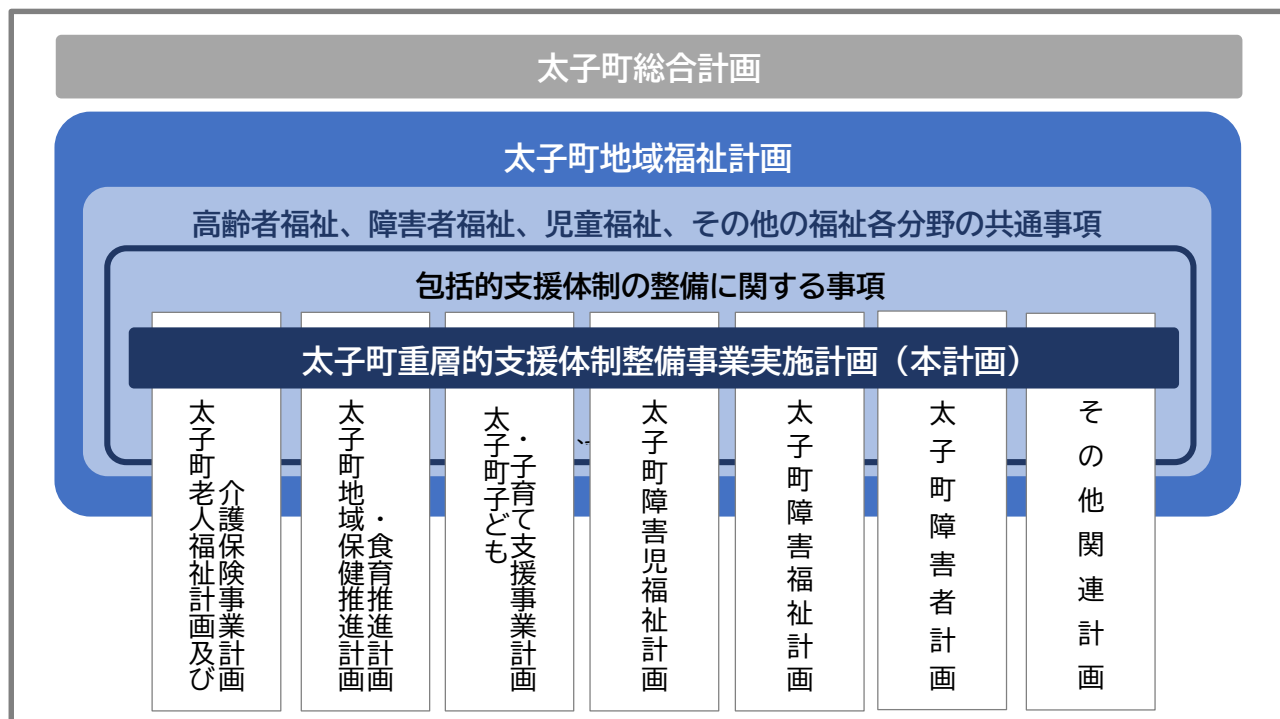 太子町総合計画
太子町地域福祉計画
高齢者福祉、障害者福祉、児童福祉、その他の福祉各分野の共通事項
包括的支援体制の整備に関する事項
太子町重層的支援体制整備事業実施計画（本計画）
太子町老人福祉計画及び
介護保険事業計画
太子町地域保健推進計画
・食育推進計画
太子町子ども
・子育て支援事業計画
太子町障害児福祉計画
太子町障害福祉計画
太子町障害者計画
その他関連計画